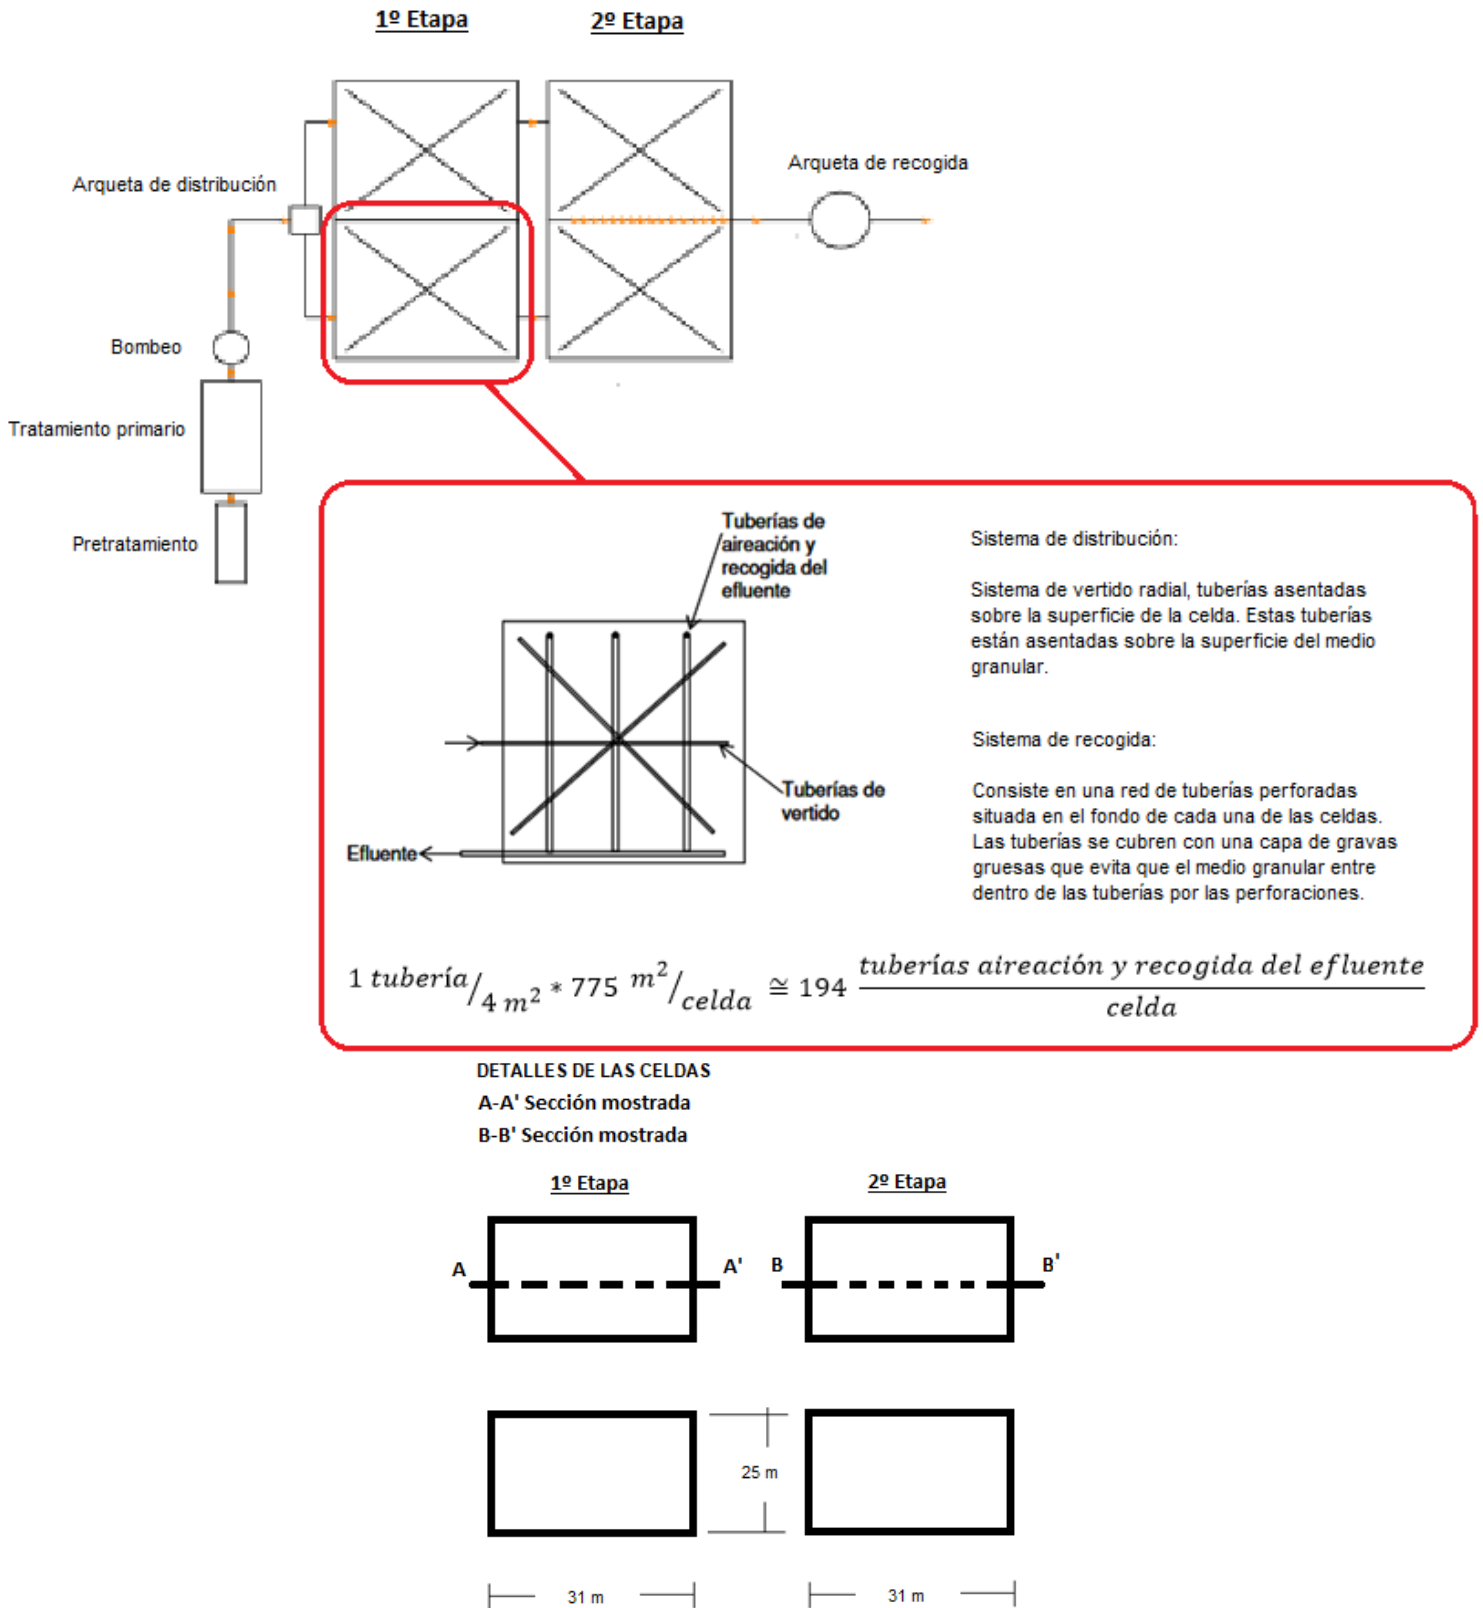 1º Etapa
2º Etapa
Arqueta de recogida
Arqueta de distribución
Bombeo
Tratamiento primario
Pretratamiento
Tuberías de
aireación y
recogida del
efluente
Tuberías de
vertido
Efluente
Sistema de distribución:
Sistema de vertido radial, tuberías asentadas
sobre la superficie de la celda. Estas tuberías
están asentadas sobre la superficie del medio
granular.
Sistema de recogida:
Consiste en una red de tuberías perforadas
situada en el fondo de cada una de las celdas.
Las tuberías se cubren con una capa de gravas
gruesas que evita que el medio granular entre
dentro de las tuberías por las perforaciones.
1 tubería/4 m² * 775 m²/celda ≅ 194 tuberías aireación y recogida del efluente/celda
DETALLES DE LAS CELDAS
A-A' Sección mostrada
B-B' Sección mostrada
1º Etapa
2º Etapa
A
A'
B
B'
25 m
31 m
31 m